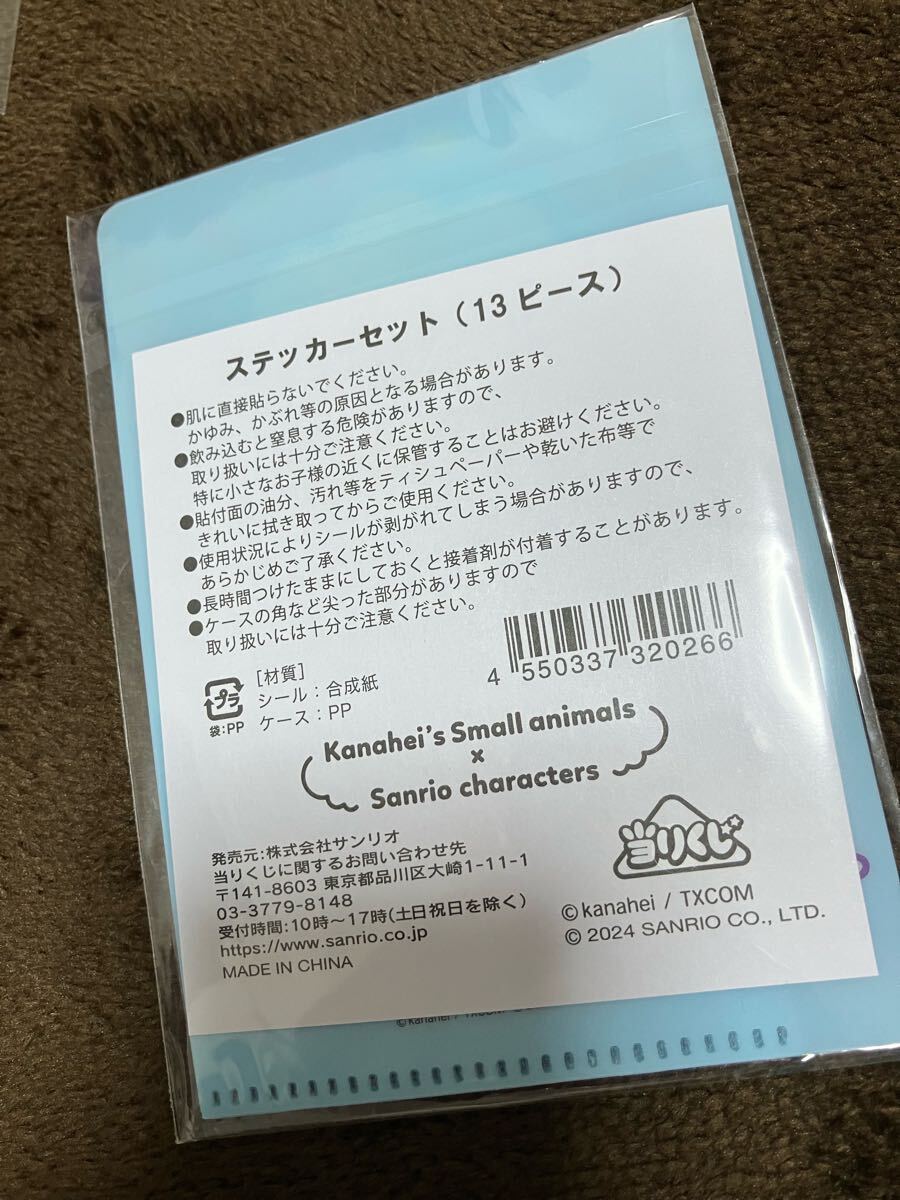 ステッカーセット（13ピース）
●肌に直接貼らないでください。
かゆみ、かぶれ等の原因となる場合があります。
●飲み込むと窒息する危険がありますので、
取り扱いには十分ご注意ください。
特に小さなお子様の近くに保管することはお避けください。
●貼付面の油分、汚れ等をティシュペーパーや乾いた布等で
きれいに拭き取ってからご使用ください。
●使用状況によりシールが剥がれてしまう場合がありますので、
あらかじめご了承ください。
●長時間つけたままにしておくと接着剤が付着することがあります。
●ケースの角など尖った部分がありますので
取り扱いには十分ご注意ください。
4 550337 320266
プラ
袋:PP
［材質］
シール：合成紙
ケース：PP
Kanahei's Small animals
×
Sanrio characters
当りくじ
発売元:株式会社サンリオ
当りくじに関するお問い合わせ先
〒141-8603 東京都品川区大崎1-11-1
03-3779-8148
受付時間:10時～17時(土日祝日を除く)
https://www.sanrio.co.jp
MADE IN CHINA
©kanahei / TXCOM
© 2024 SANRIO CO., LTD.
©kanahei / TXCOM